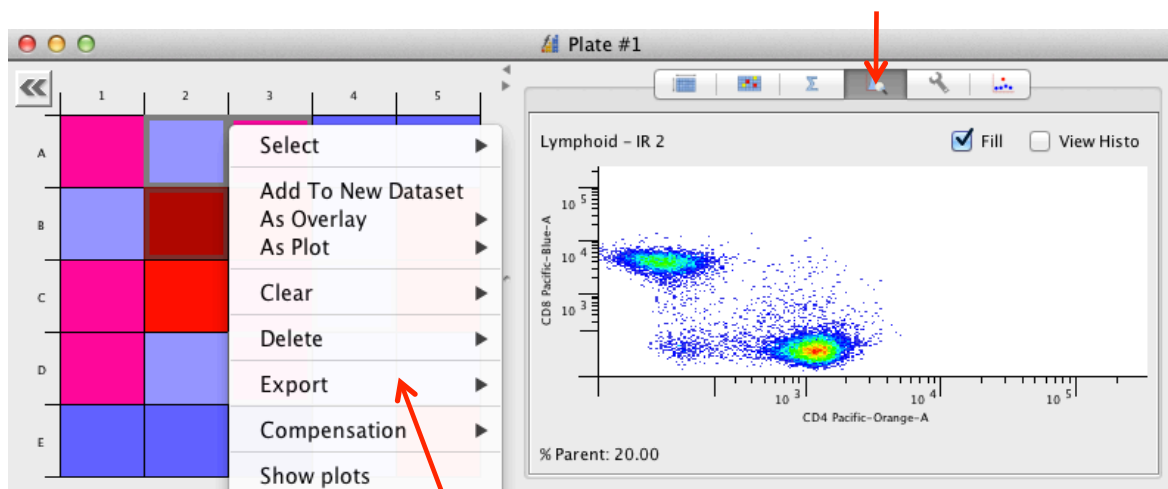 Plate #1
1 2 3 4 5
A
B
C
D
E
Select
Add To New Dataset
As Overlay
As Plot
Clear
Delete
Export
Compensation
Show plots
Σ
Lymphoid – IR 2
Fill
View Histo
10 5
10 4
10 3
CD8 Pacific-Blue-A
10 3
10 4
10 5
CD4 Pacific-Orange-A
% Parent: 20.00